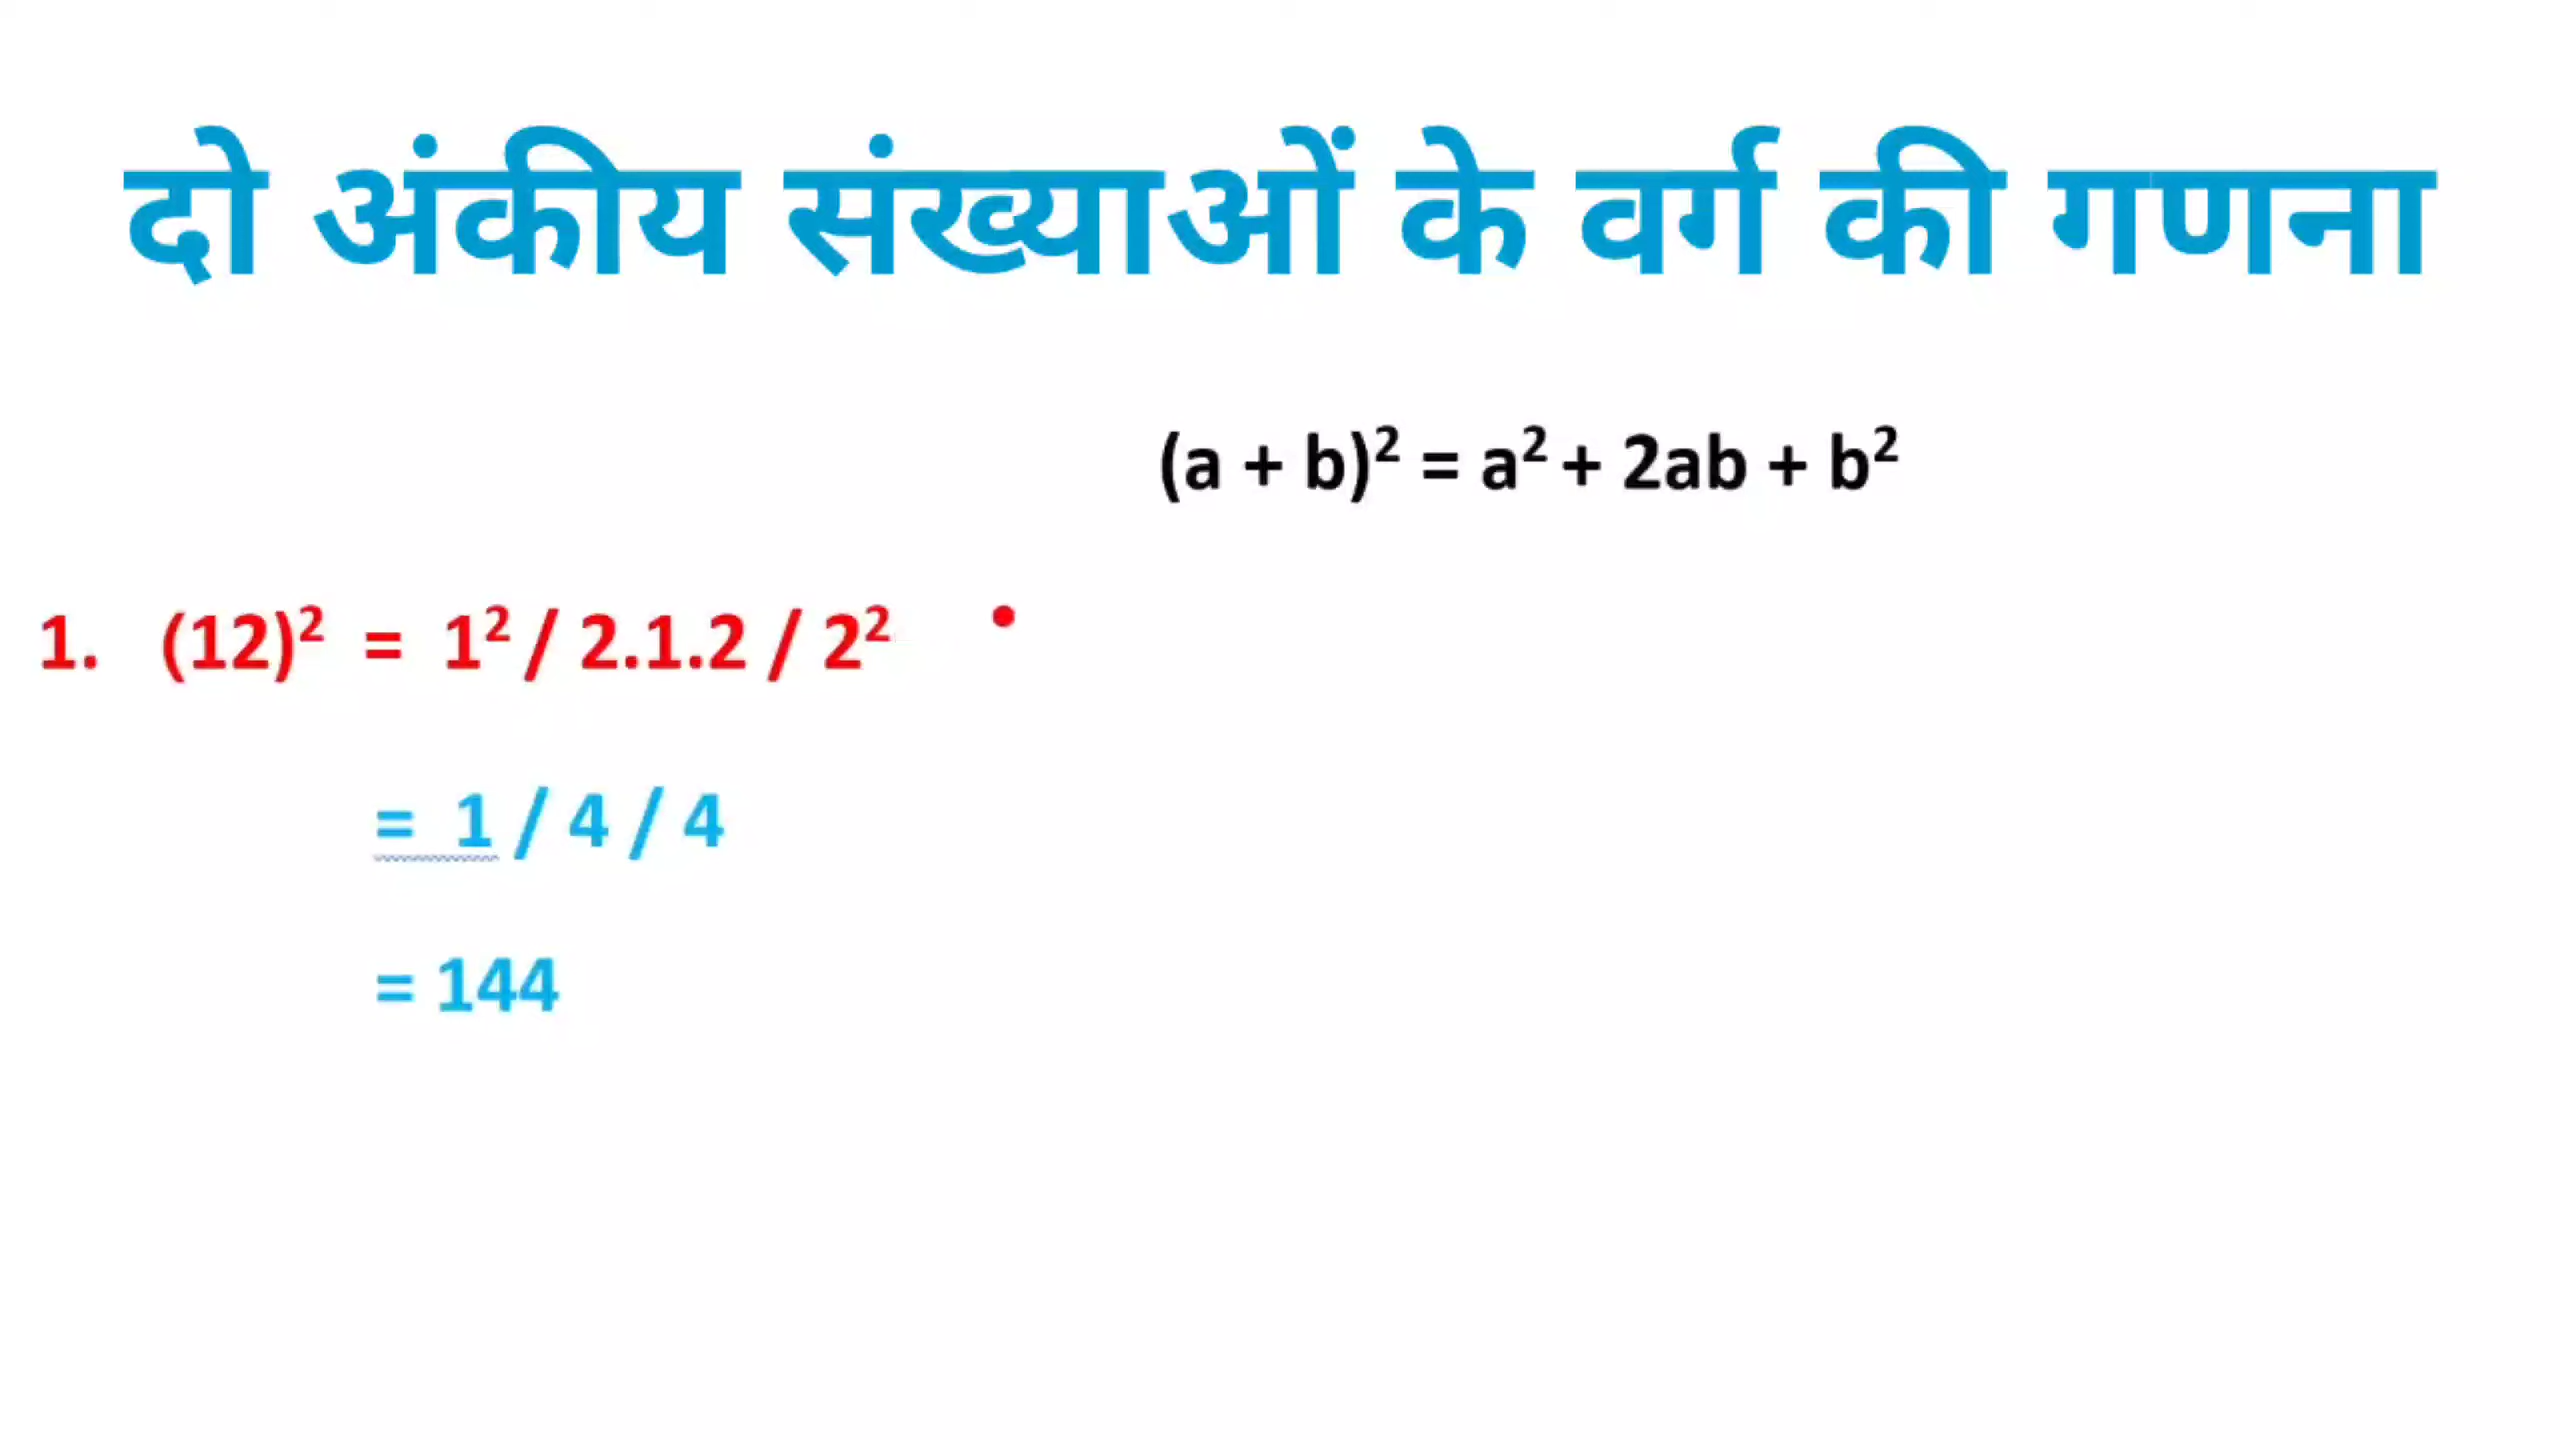 दो अंकीय संख्याओं के वर्ग की गणना
(a + b)² = a² + 2ab + b²
1. (12)² = 1² / 2.1.2 / 2²
= 1 / 4 / 4
= 144